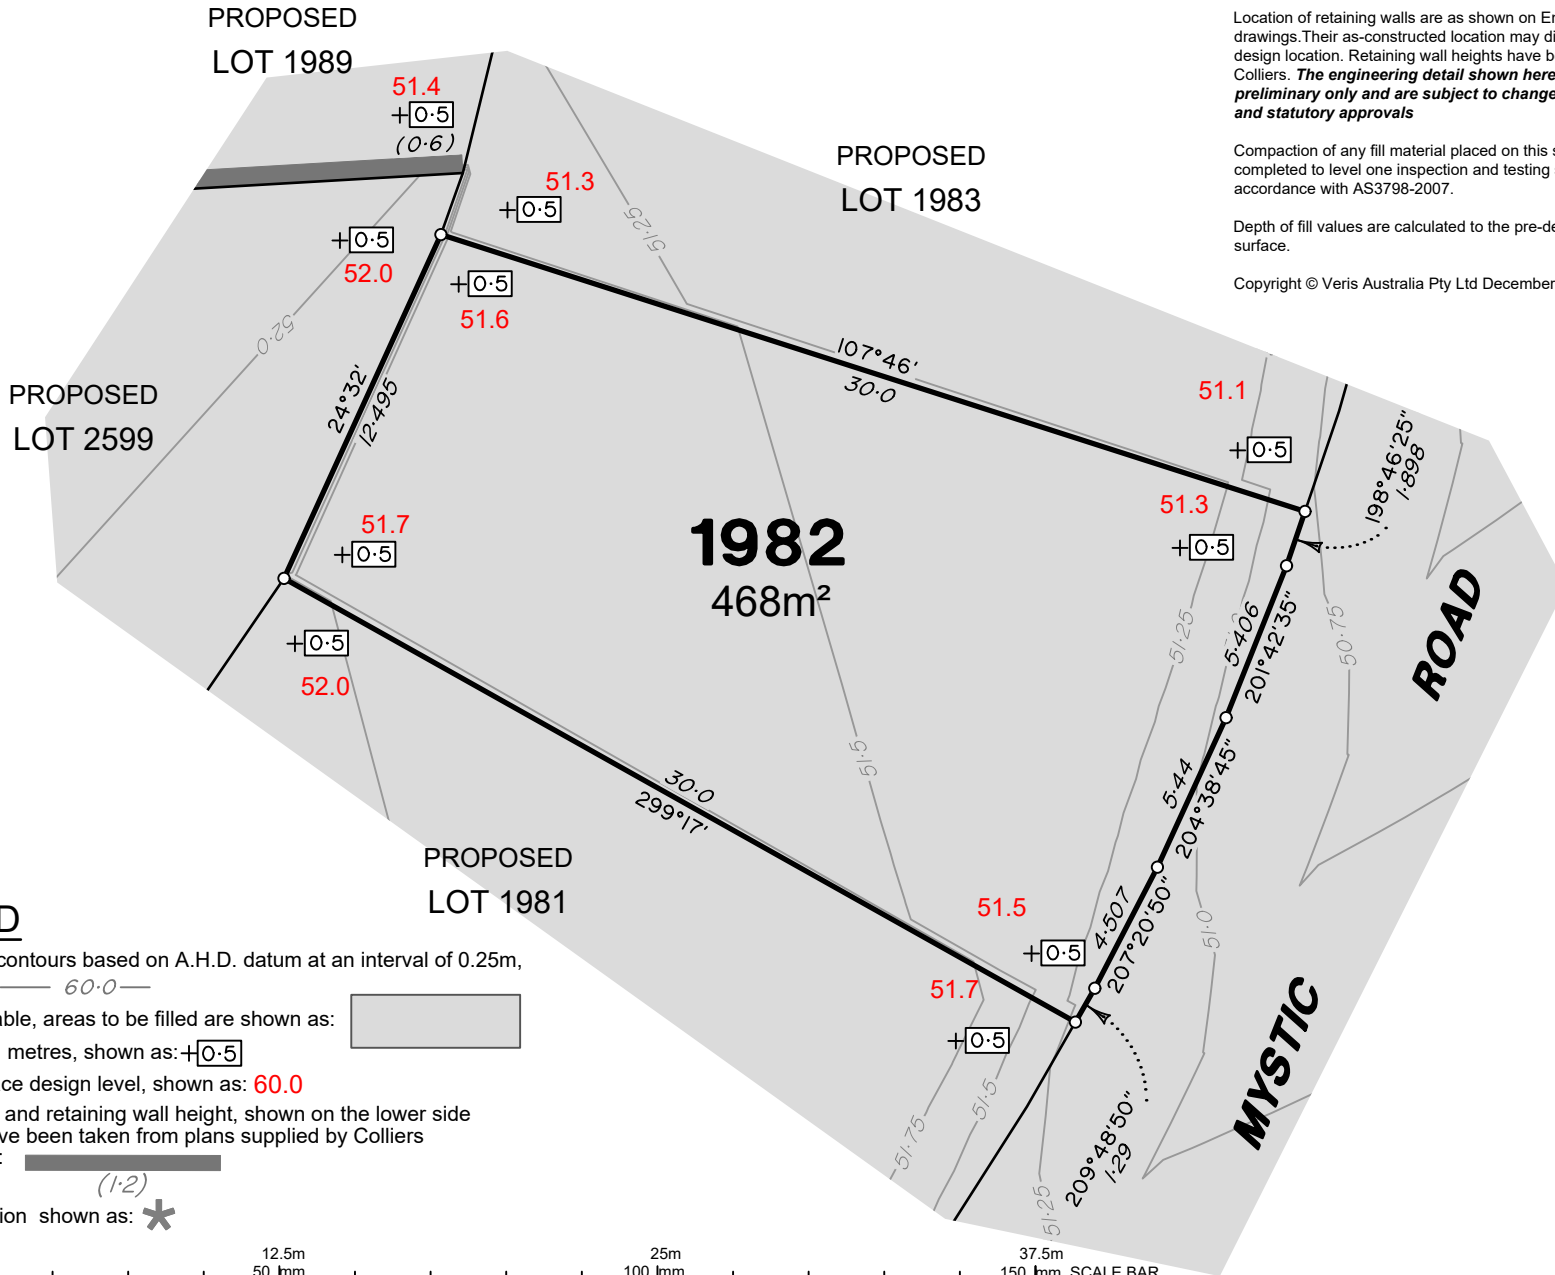 PROPOSED
LOT 1989
51.4
+0·5
(0·6)
51.3
+0·5
+0·5
52.0
+0·5
51.6
52·0
51·25
PROPOSED
LOT 1983
Location of retaining walls are as shown on
drawings.Their as-constructed location may
design location. Retaining wall heights have
Colliers. The engineering detail shown
preliminary only and are subject to change
and statutory approvals
Compaction of any fill material placed on this
completed to level one inspection and testing
accordance with AS3798-2007.
Depth of fill values are calculated to the
surface.
Copyright © Veris Australia Pty Ltd December
107°46'
30·0
51.1
+0·5
198°46'25"
1·898
PROPOSED
LOT 2599
24°32'
12·495
51.7
+0·5
1982
468m²
51.3
+0·5
51·25
5·406
201°42'35"
50·75
ROAD
+0·5
52.0
30·0
299°17'
51·5
5·44
204°38'45"
PROPOSED
LOT 1981
51.5
+0·5
4·507
207°20'50"
51·0
51.7
+0·5
51·5
51·75
51·25
209°48'50"
1·29
MYSTIC
D
contours based on A.H.D. datum at an interval of 0.25m,
60·0
areas to be filled are shown as:
metres, shown as: +0·5
design level, shown as: 60.0
and retaining wall height, shown on the lower side
been taken from plans supplied by Colliers
:
(1·2)
shown as:
12.5m 25m 37.5m
50 mm 100 mm 150 mm SCALE BAR